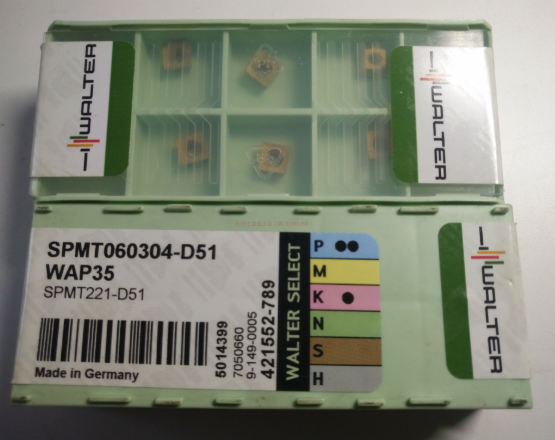 WALTER
WALTER
SPMT060304-D51
WAP35
SPMT221-D51
Made in Germany
5014399
7050660
9-149-0005
421552-789
WALTER SELECT
P
M
K
N
S
H
WALTER